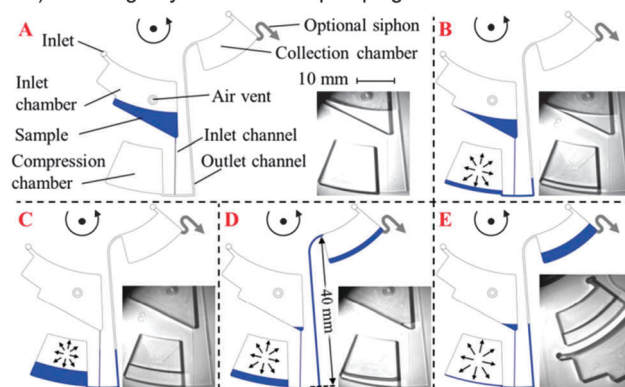 A
Inlet
Optional siphon
Collection chamber
10 mm
Inlet
chamber
Air vent
Sample
Inlet channel
Compression
chamber
Outlet channel
B
C
D
40 mm
E